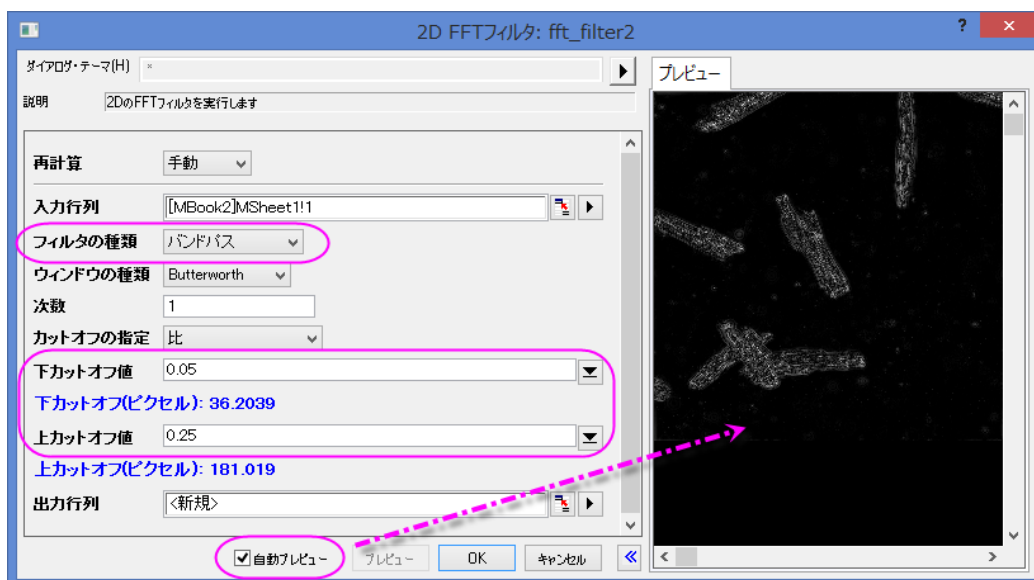 2D FFTフィルタ: fft_filter2
? ×
ダイアログ・テーマ(H) *
プレビュー
説明 2DのFFTフィルタを実行します
再計算 手動
入力行列 [MBook2]MSheet1!1
フィルタの種類 バンドパス
ウィンドウの種類 Butterworth
次数 1
カットオフの指定 比
下カットオフ値 0.05
下カットオフ(ピクセル): 36.2039
上カットオフ値 0.25
上カットオフ(ピクセル): 181.019
出力行列 <新規>
自動プレビュー プレビュー OK キャンセル